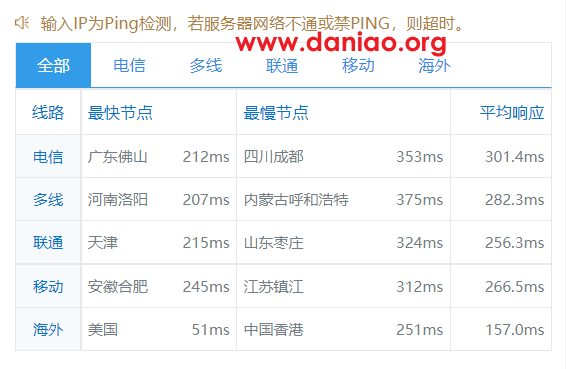 输入IP为Ping检测，若服务器网络不通或禁PING，则超时。
www.daniao.org
全部 电信 多线 联通 移动 海外
线路 最快节点 最慢节点 平均响应
电信 广东佛山 212ms 四川成都 353ms 301.4ms
多线 河南洛阳 207ms 内蒙古呼和浩特 375ms 282.3ms
联通 天津 215ms 山东枣庄 324ms 256.3ms
移动 安徽合肥 245ms 江苏镇江 312ms 266.5ms
海外 美国 51ms 中国香港 251ms 157.0ms